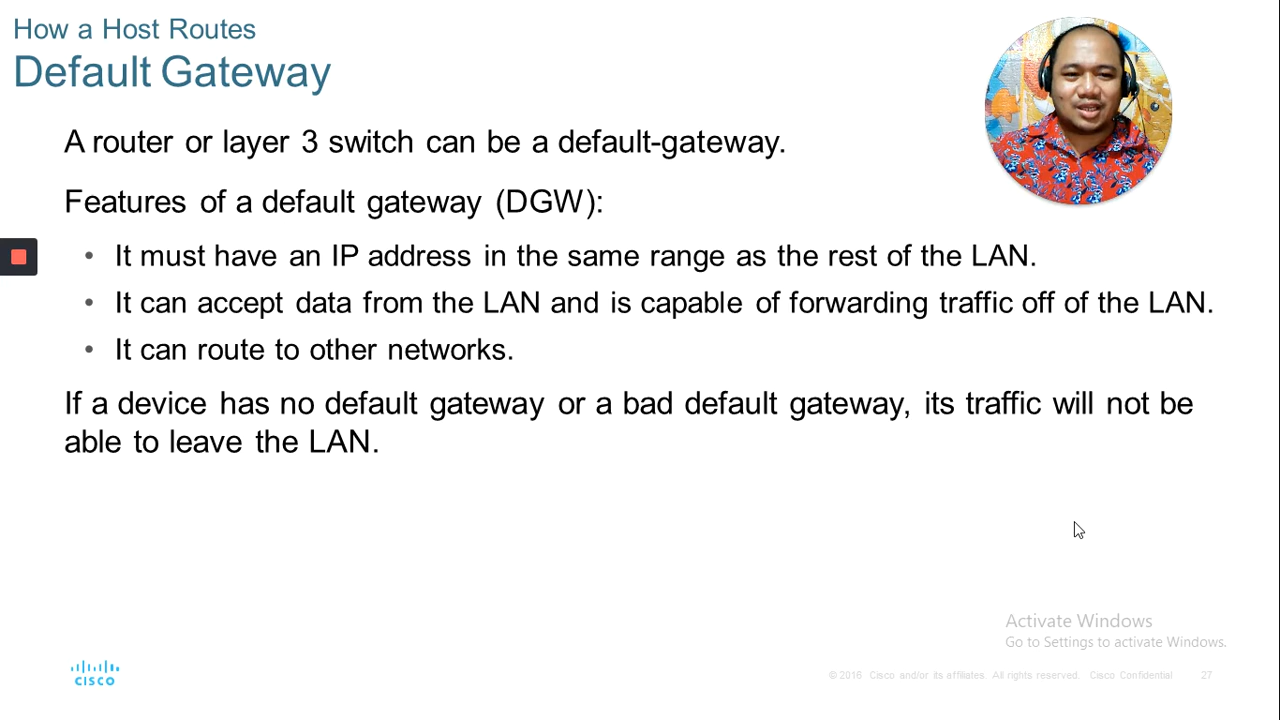 How a Host Routes
Default Gateway
A router or layer 3 switch can be a default-gateway.
Features of a default gateway (DGW):
• It must have an IP address in the same range as the rest of the LAN.
• It can accept data from the LAN and is capable of forwarding traffic off of the LAN.
• It can route to other networks.
If a device has no default gateway or a bad default gateway, its traffic will not be
able to leave the LAN.
Activate Windows
Go to Settings to activate Windows.
CISCO
© 2016 Cisco and/or its affiliates. All rights reserved. Cisco Confidential 27